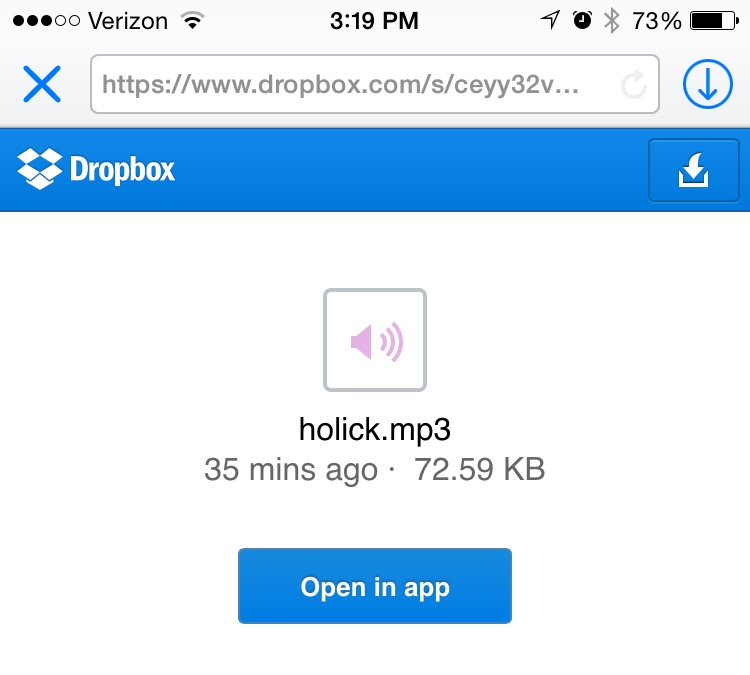 Verizon 3:19 PM 73%
https://www.dropbox.com/s/ceyy32v...
Dropbox
holick.mp3
35 mins ago · 72.59 KB
Open in app